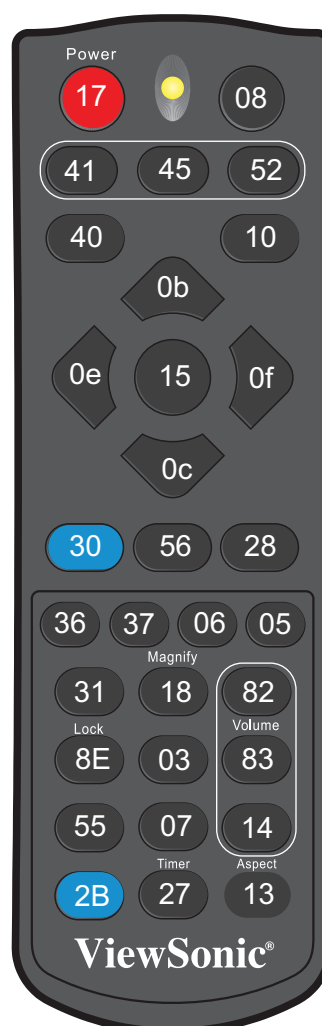 Power
17 08
41 45 52
40 10
0b
0e 15 0f
0c
30 56 28
36 37 06 05
Magnify
31 18 82
Lock Volume
8E 03 83
55 07 14
Timer Aspect
2B 27 13
ViewSonic®